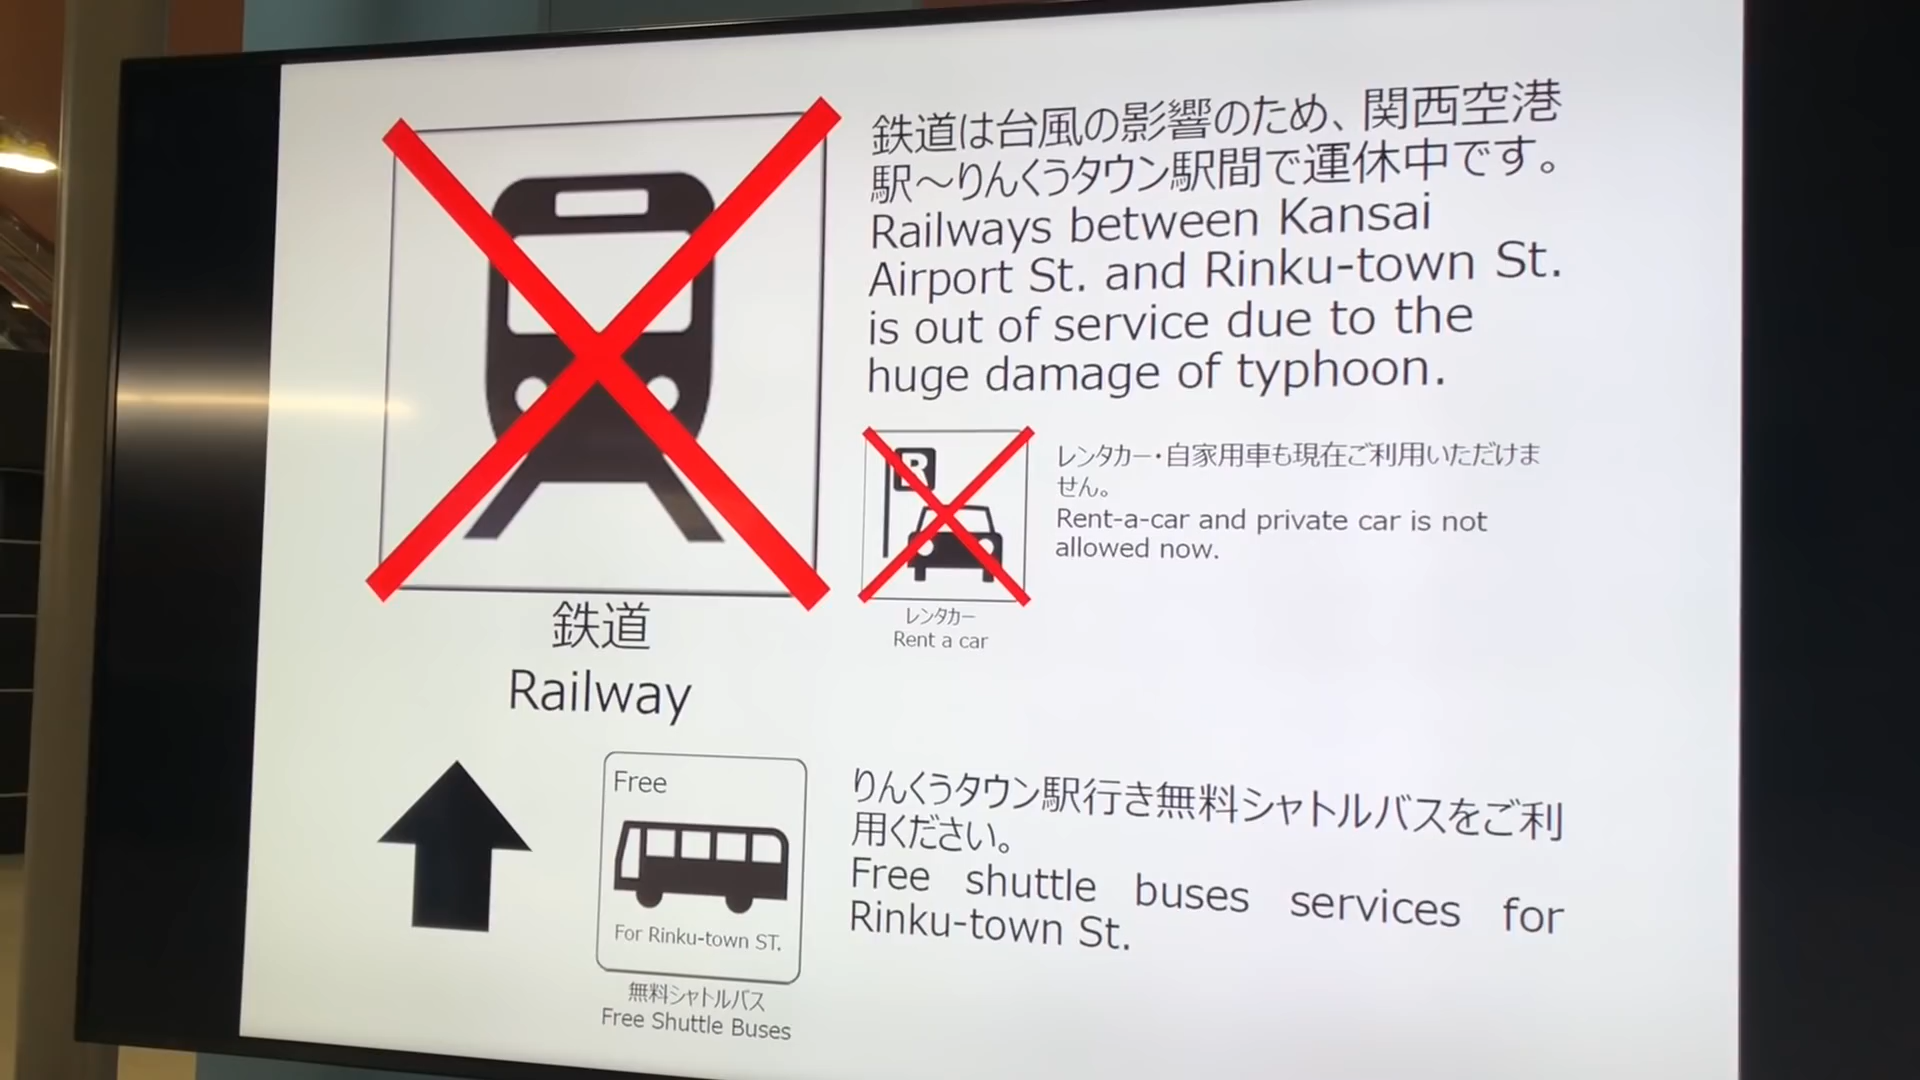 鉄道は台風の影響のため、関西空港
駅～りんくうタウン駅間で運休中です。
Railways between Kansai
Airport St. and Rinku-town St.
is out of service due to the
huge damage of typhoon.
鉄道
Railway
R
レンタカー・自家用車も現在ご利用いただけま
せん。
Rent-a-car and private car is not
allowed now.
レンタカー
Rent a car
Free
For Rinku-town ST.
無料シャトルバス
Free Shuttle Buses
りんくうタウン駅行き無料シャトルバスをご利
用ください。
Free shuttle buses services for
Rinku-town St.